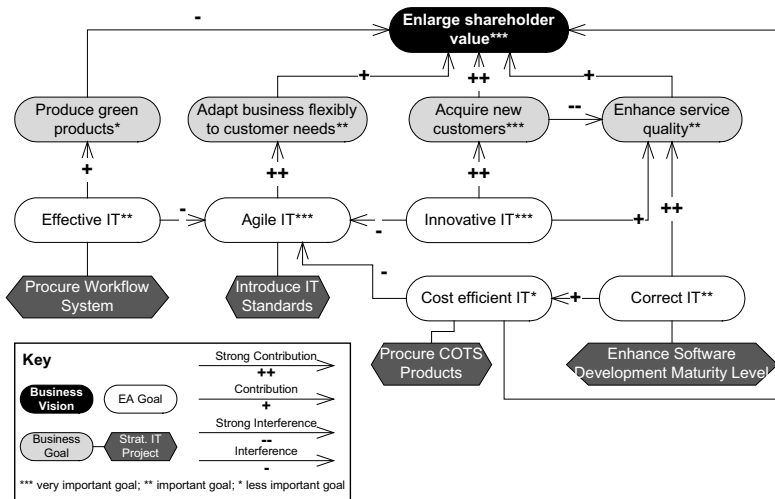 Enlarge shareholder
value***
-
+
++
+
Produce green
products*
Adapt business flexibly
to customer needs**
Acquire new
customers***
--
Enhance service
quality**
+
++
++
++
Effective IT**
-
Agile IT***
-
Innovative IT***
+
Procure Workflow
System
Introduce IT
Standards
-
Cost efficient IT*
+
Correct IT**
Procure COTS
Products
Enhance Software
Development Maturity Level
Key
Business
Vision
EA Goal
Business
Goal
Strat. IT
Project
Strong Contribution
++
Contribution
+
Strong Interference
--
Interference
-
*** very important goal; ** important goal; * less important goal